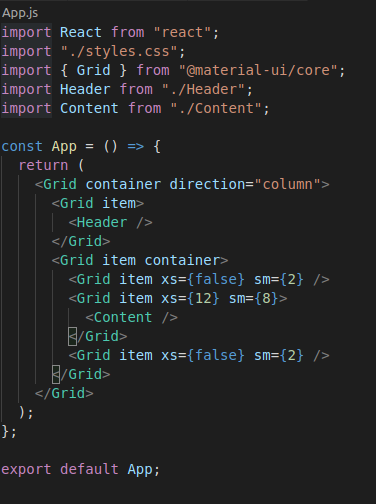 App.js
import React from "react";
import "./styles.css";
import { Grid } from "@material-ui/core";
import Header from "./Header";
import Content from "./Content";

const App = () => {
  return (
    <Grid container direction="column">
      <Grid item>
        <Header />
      </Grid>
      <Grid item container>
        <Grid item xs={false} sm={2} />
        <Grid item xs={12} sm={8}>
          <Content />
        </Grid>
        <Grid item xs={false} sm={2} />
      </Grid>
    </Grid>
  );
};

export default App;